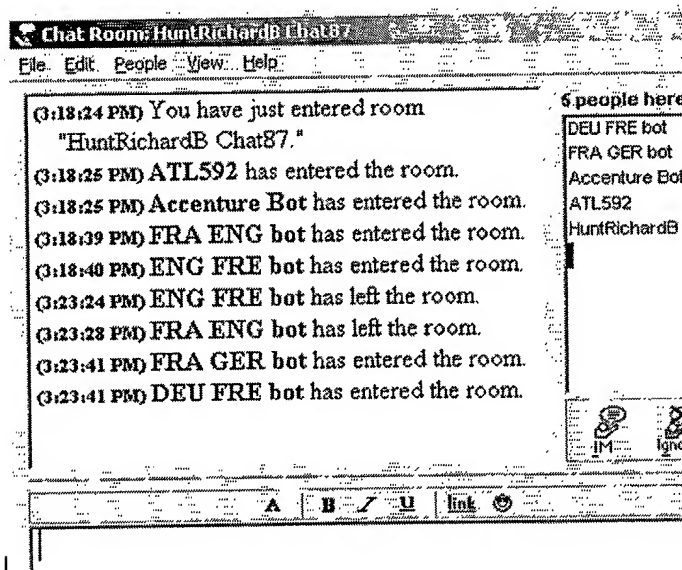 Chat Room: HuntRichardB Chat87
File Edit People View Help
(3:18:24 PM) You have just entered room
"HuntRichardB Chat87."
(3:18:25 PM) ATL592 has entered the room.
(3:18:25 PM) Accenture Bot has entered the room.
(3:18:39 PM) FRA ENG bot has entered the room.
(3:18:40 PM) ENG FRE bot has entered the room.
(3:23:24 PM) ENG FRE bot has left the room.
(3:23:28 PM) FRA ENG bot has left the room.
(3:23:41 PM) FRA GER bot has entered the room.
(3:23:41 PM) DEU FRE bot has entered the room.
6 people here
DEU FRE bot
FRA GER bot
Accenture Bot
ATL592
HuntRichardB
IM Igno
A B I U link